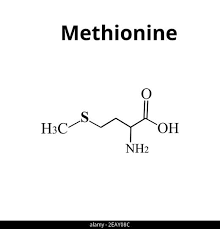 Methionine
O
S
H₃C
OH
NH₂
alamy - 2EAY08C